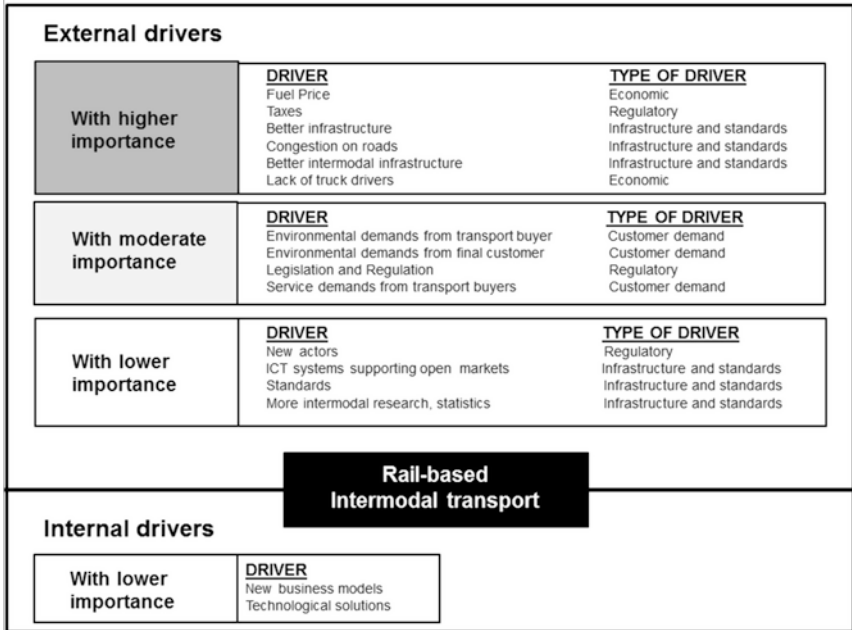 External drivers
With higher
importance
DRIVER TYPE OF DRIVER
Fuel Price Economic
Taxes Regulatory
Better infrastructure Infrastructure and standards
Congestion on roads Infrastructure and standards
Better intermodal infrastructure Infrastructure and standards
Lack of truck drivers Economic
With moderate
importance
DRIVER TYPE OF DRIVER
Environmental demands from transport buyer Customer demand
Environmental demands from final customer Customer demand
Legislation and Regulation Regulatory
Service demands from transport buyers Customer demand
With lower
importance
DRIVER TYPE OF DRIVER
New actors Regulatory
ICT systems supporting open markets Infrastructure and standards
Standards Infrastructure and standards
More intermodal research, statistics Infrastructure and standards
Rail-based
Intermodal transport
Internal drivers
With lower
importance
DRIVER
New business models
Technological solutions